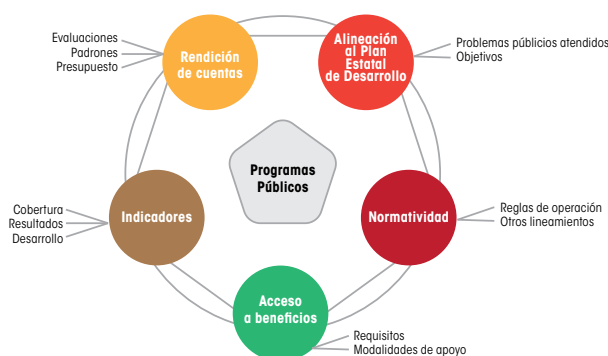 Evaluaciones
Padrones
Presupuesto
Rendición
de cuentas
Alineación
al Plan
Estatal
de Desarrollo
Problemas públicios atendidos
Objetivos
Programas
Públicos
Cobertura
Resultados
Desarrollo
Indicadores
Normatividad
Reglas de operación
Otros lineamientos
Acceso
a beneficios
Requisitos
Modalidades de apoyo